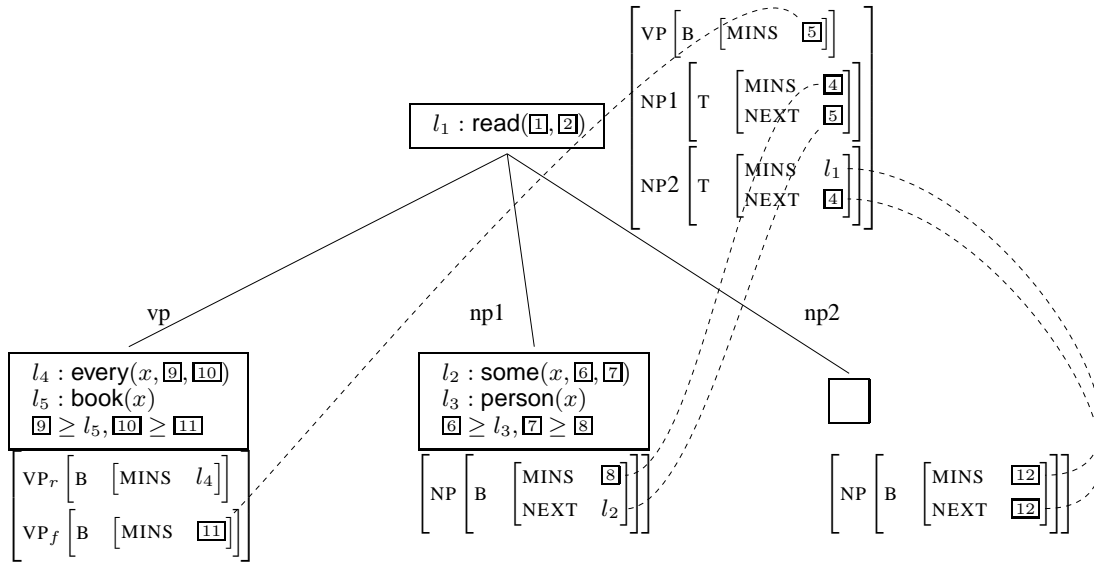 VP [B [MINS 5]]
NP1 [T [MINS 4
NEXT 5]]
NP2 [T [MINS l₁
NEXT 4]]
l₁ : read(1, 2)
vp
np1
np2
l₄ : every(x, 9, 10)
l₅ : book(x)
9 ≥ l₅, 10 ≥ 11
VPᵣ [B [MINS l₄]]
VP_f [B [MINS 11]]
l₂ : some(x, 6, 7)
l₃ : person(x)
6 ≥ l₃, 7 ≥ 8
NP [B [MINS 8
NEXT l₂]]
NP [B [MINS 12
NEXT 12]]